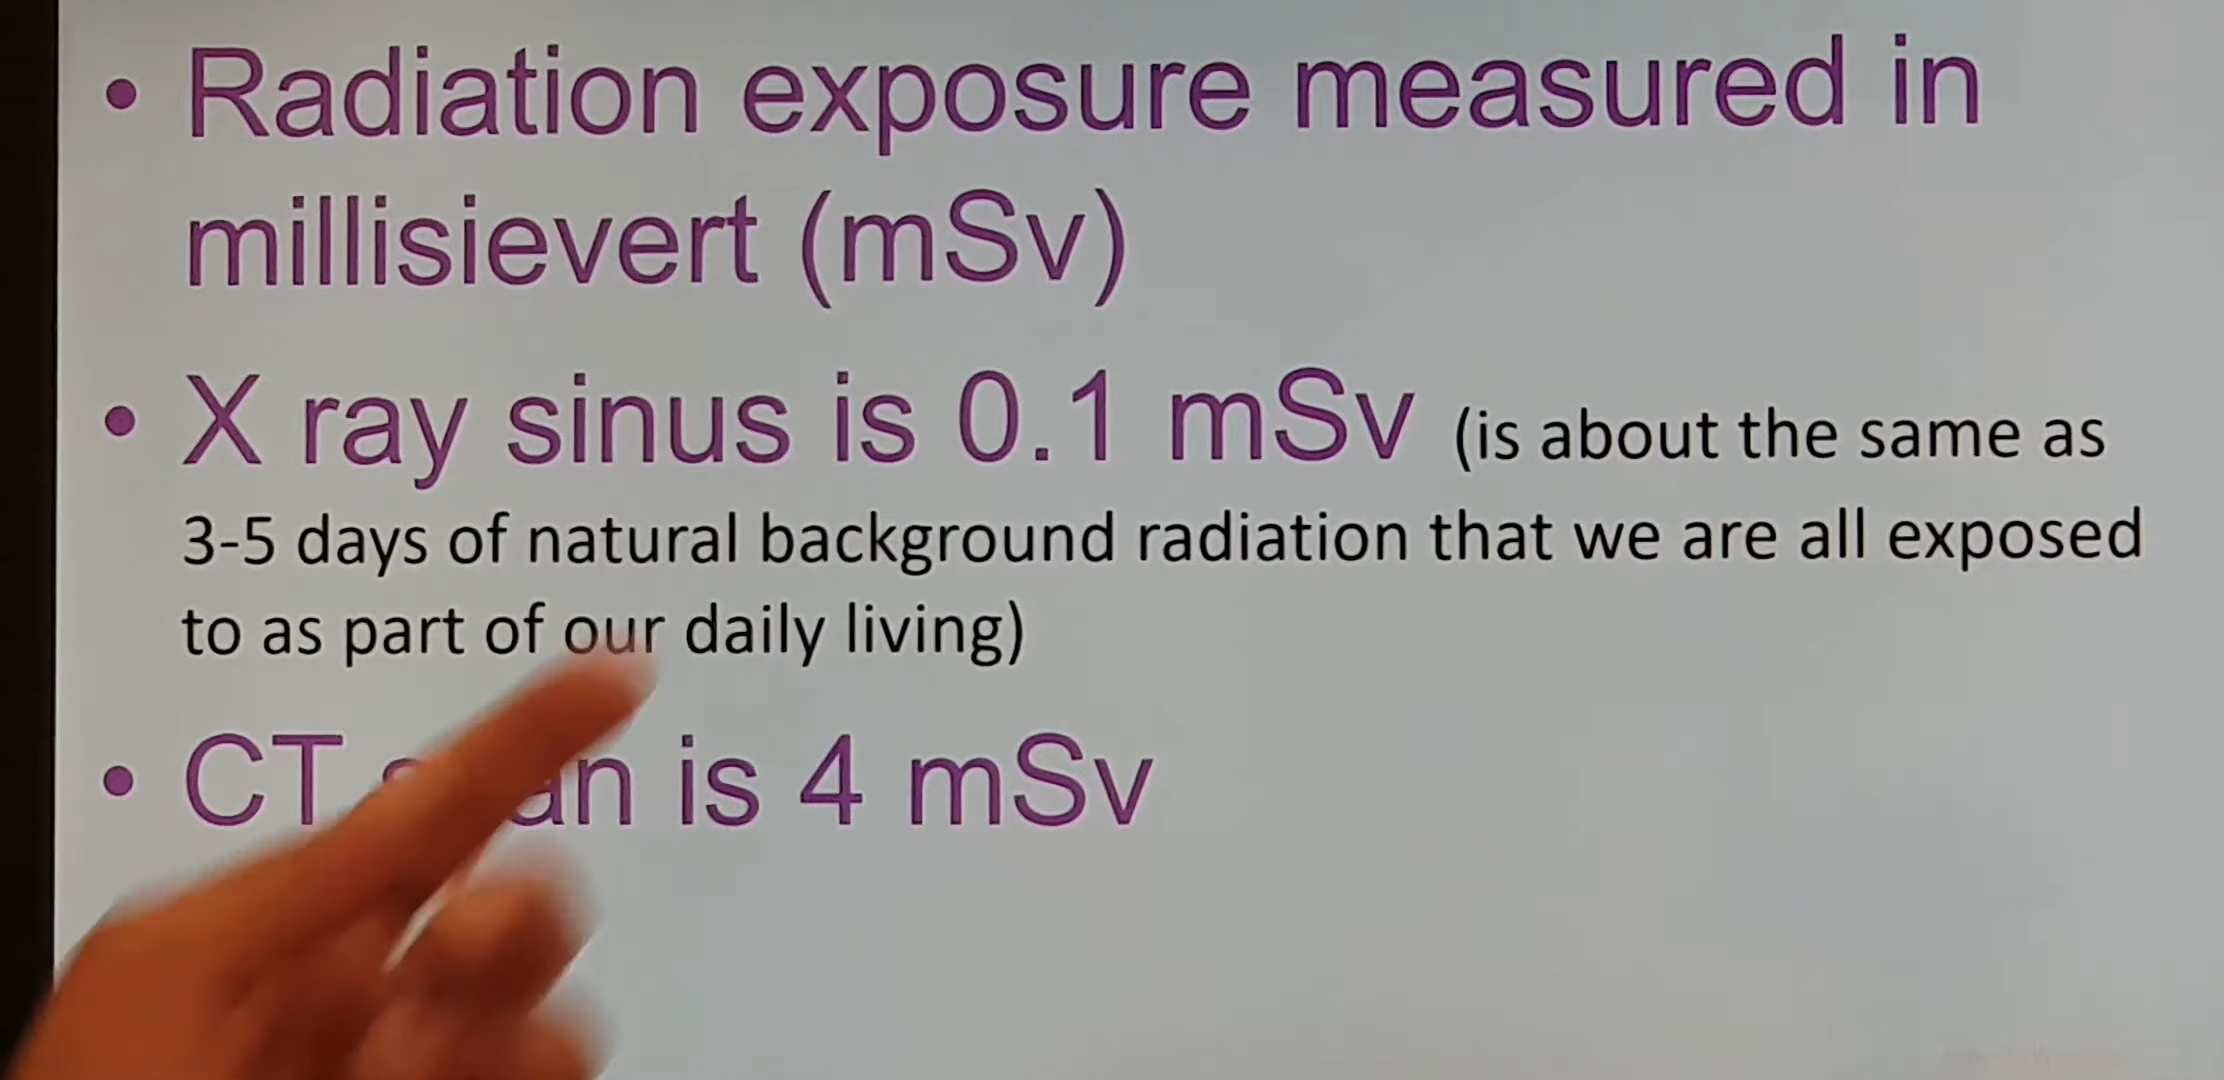 • Radiation exposure measured in
millisievert (mSv)
• X ray sinus is 0.1 mSv (is about the same as
3-5 days of natural background radiation that we are all exposed
to as part of our daily living)
• CT is 4 mSv